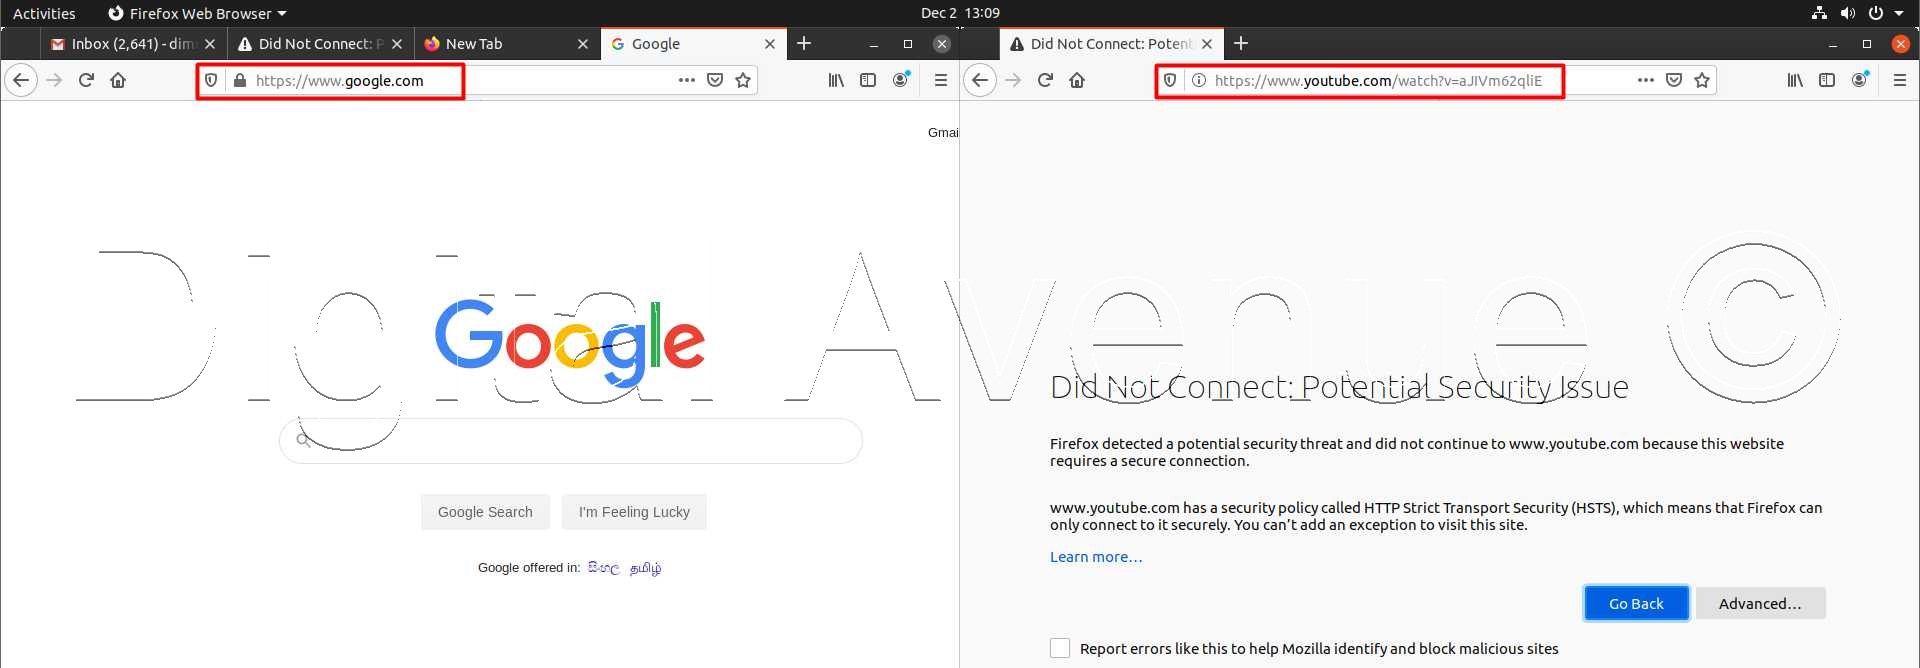 Activities
Firefox Web Browser
Dec 2 13:09
Inbox (2,641) - dim
Did Not Connect: P
New Tab
Google
Did Not Connect: Potent
https://www.google.com
https://www.youtube.com/watch?v=aJIVm62qliE
Gmai
Digital Avenue ©
Google
Did Not Connect: Potential Security Issue
Firefox detected a potential security threat and did not continue to www.youtube.com because this website
requires a secure connection.
Google Search
I'm Feeling Lucky
www.youtube.com has a security policy called HTTP Strict Transport Security (HSTS), which means that Firefox can
only connect to it securely. You can't add an exception to visit this site.
Google offered in: සිංහල தமிழ்
Learn more…
Go Back
Advanced…
Report errors like this to help Mozilla identify and block malicious sites